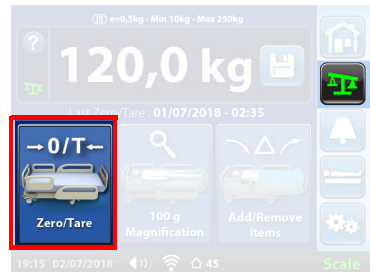 e=0,5kg - Min 10kg - Max 250kg
?
120,0 kg
Last Zero/Tare : 01/07/2018 - 02:35
→0/T←
Zero/Tare
100 g
Magnification
Add/Remove
items
19:15 02/07/2018 45 Scale